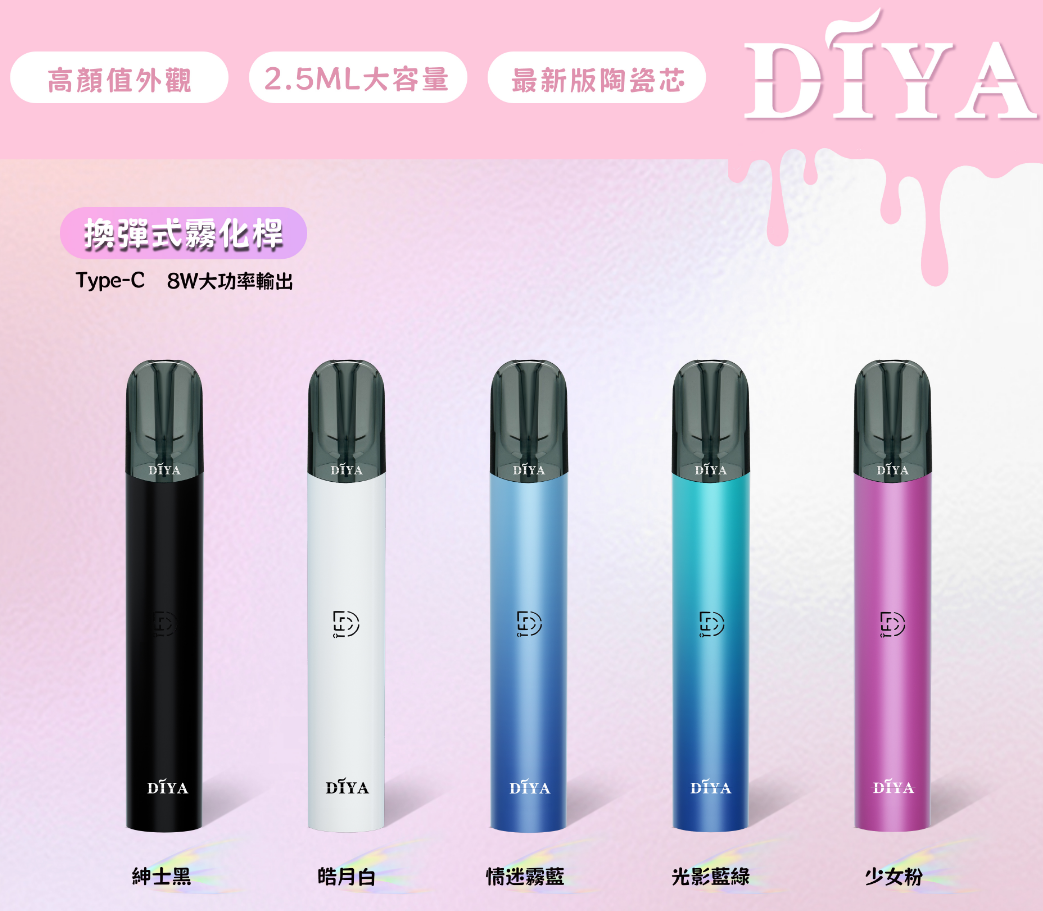 高顏值外觀
2.5ML大容量
最新版陶瓷芯
DIYA
換彈式霧化桿
Type-C 8W大功率輸出
DIYA
DIYA
DIYA
DIYA
DIYA
D
D
D
D
D
DIYA
DIYA
DIYA
DIYA
DIYA
紳士黑
皓月白
情迷霧藍
光影藍綠
少女粉